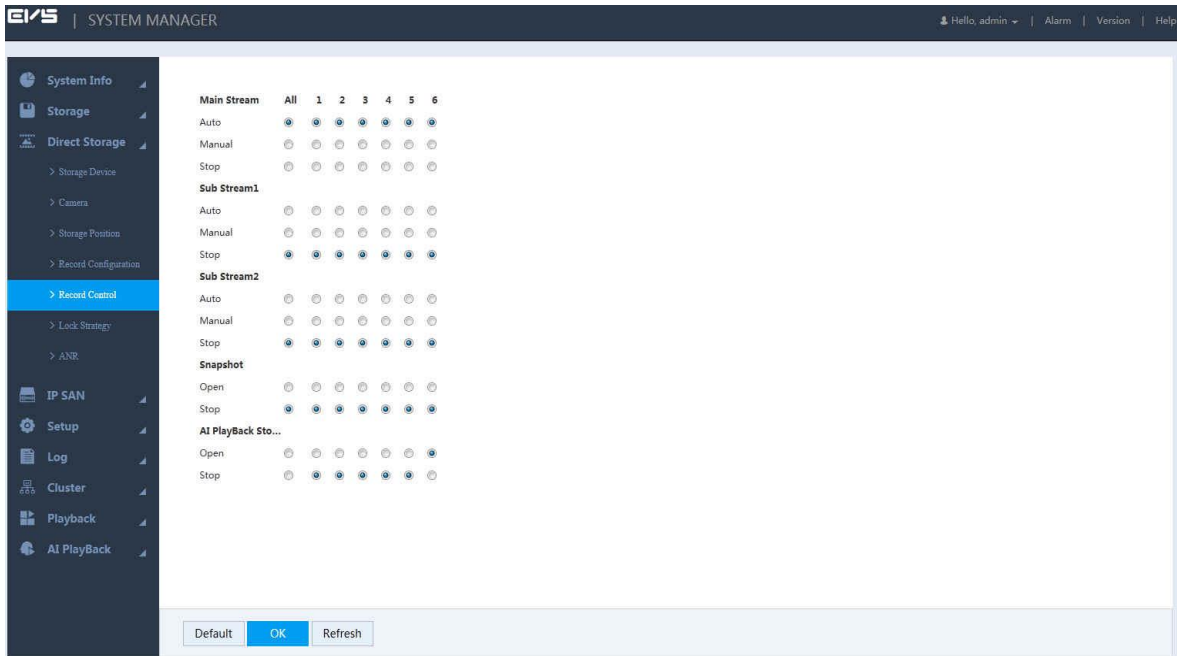 EVS | SYSTEM MANAGER
Hello, admin | Alarm | Version | Help
System Info
Storage
Direct Storage
> Storage Device
> Camera
> Storage Position
> Record Configuration
> Record Control
> Lock Strategy
> ANR
IP SAN
Setup
Log
Cluster
Playback
AI PlayBack
Main Stream All 1 2 3 4 5 6
Auto
Manual
Stop
Sub Stream1
Auto
Manual
Stop
Sub Stream2
Auto
Manual
Stop
Snapshot
Open
Stop
AI PlayBack Sto...
Open
Stop
Default OK Refresh